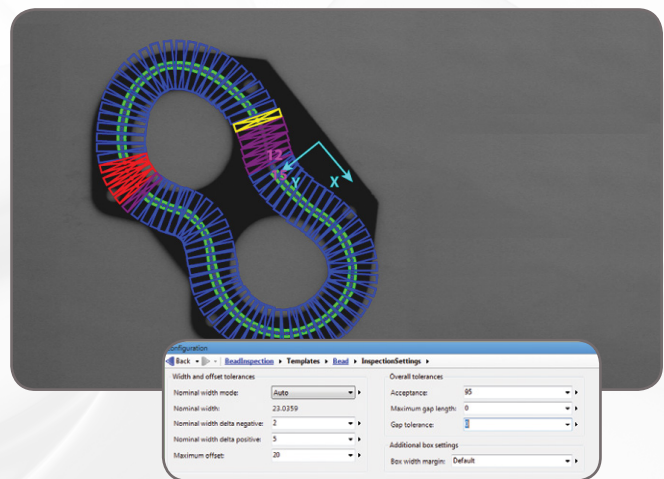 12
Y
X
onfiguration
Back BeadInspection Templates Bead InspectionSettings
Width and offset tolerances
Nominal width mode: Auto
Nominal width: 23.0359
Nominal width delta negative: 2
Nominal width delta positive: 5
Maximum offset: 20
Overall tolerances
Acceptance: 95
Maximum gap length: 0
Gap tolerance:
Additional box settings
Box width margin: Default